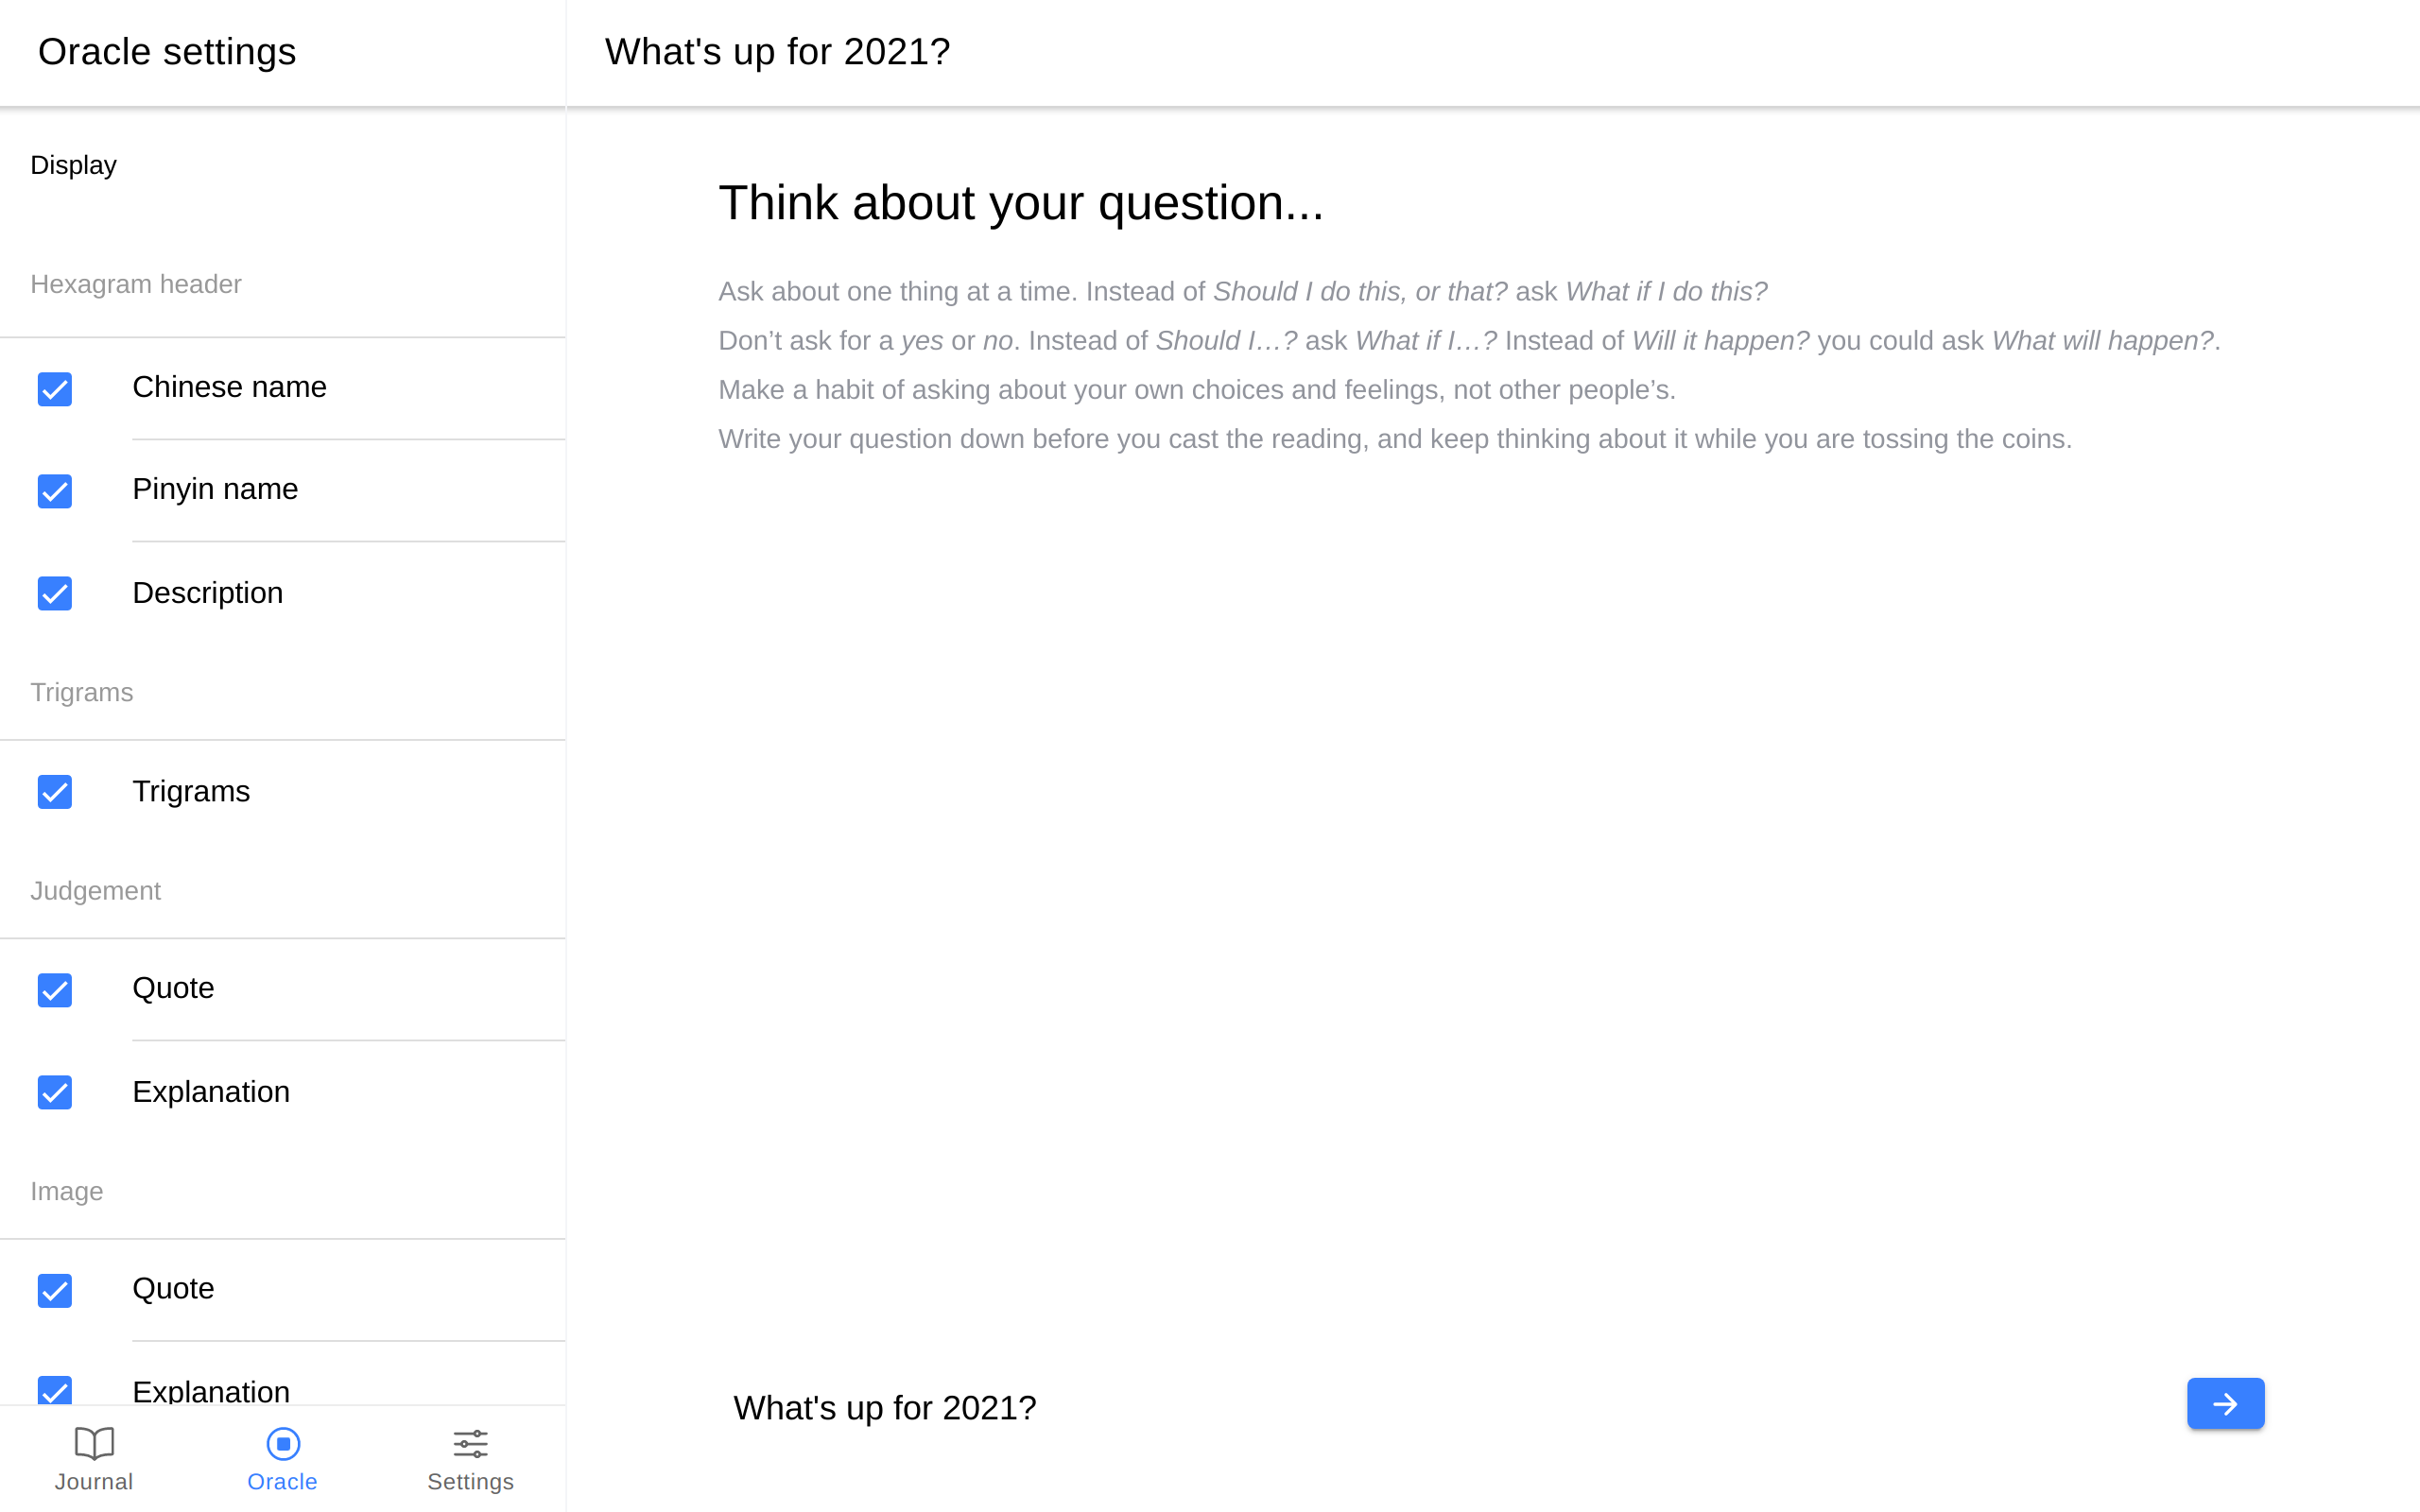 Oracle settings
Display
Hexagram header
Chinese name
Pinyin name
Description
Trigrams
Trigrams
Judgement
Quote
Explanation
Image
Quote
Explanation
Journal
Oracle
Settings
What's up for 2021?
Think about your question...
Ask about one thing at a time. Instead of Should I do this, or that? ask What if I do this?
Don’t ask for a yes or no. Instead of Should I…? ask What if I…? Instead of Will it happen? you could ask What will happen?.
Make a habit of asking about your own choices and feelings, not other people’s.
Write your question down before you cast the reading, and keep thinking about it while you are tossing the coins.
What's up for 2021?